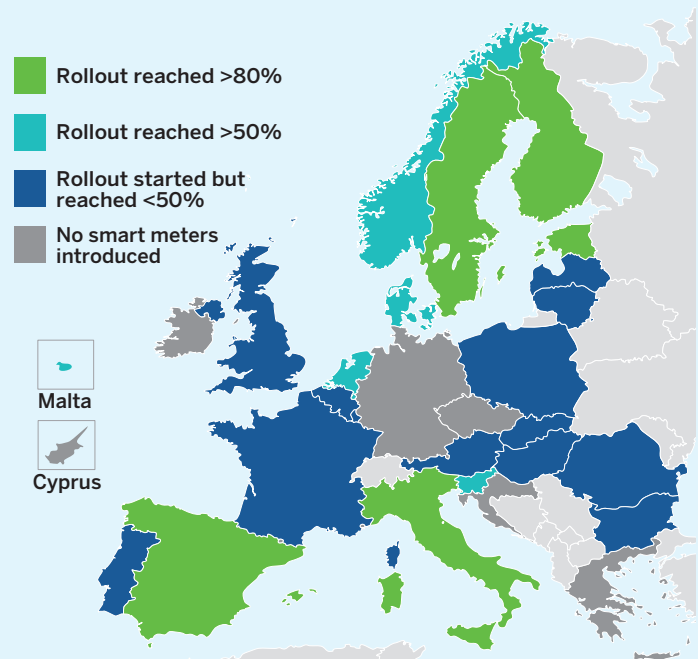 Rollout reached >80%
Rollout reached >50%
Rollout started but
reached <50%
No smart meters
introduced
Malta
Cyprus